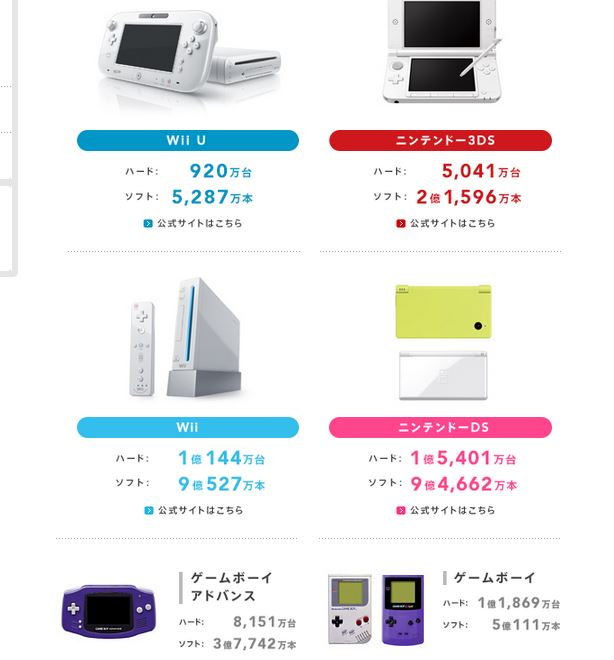 Wii U
ハード: 920万台
ソフト: 5,287万本
公式サイトはこちら
ニンテンドー3DS
ハード: 5,041万台
ソフト: 2億1,596万本
公式サイトはこちら
Wii
ハード: 1億144万台
ソフト: 9億527万本
公式サイトはこちら
ニンテンドーDS
ハード: 1億5,401万台
ソフト: 9億4,662万本
公式サイトはこちら
ゲームボーイ
アドバンス
ハード: 8,151万台
ソフト: 3億7,742万本
ゲームボーイ
ハード: 1億1,869万台
ソフト: 5億111万本